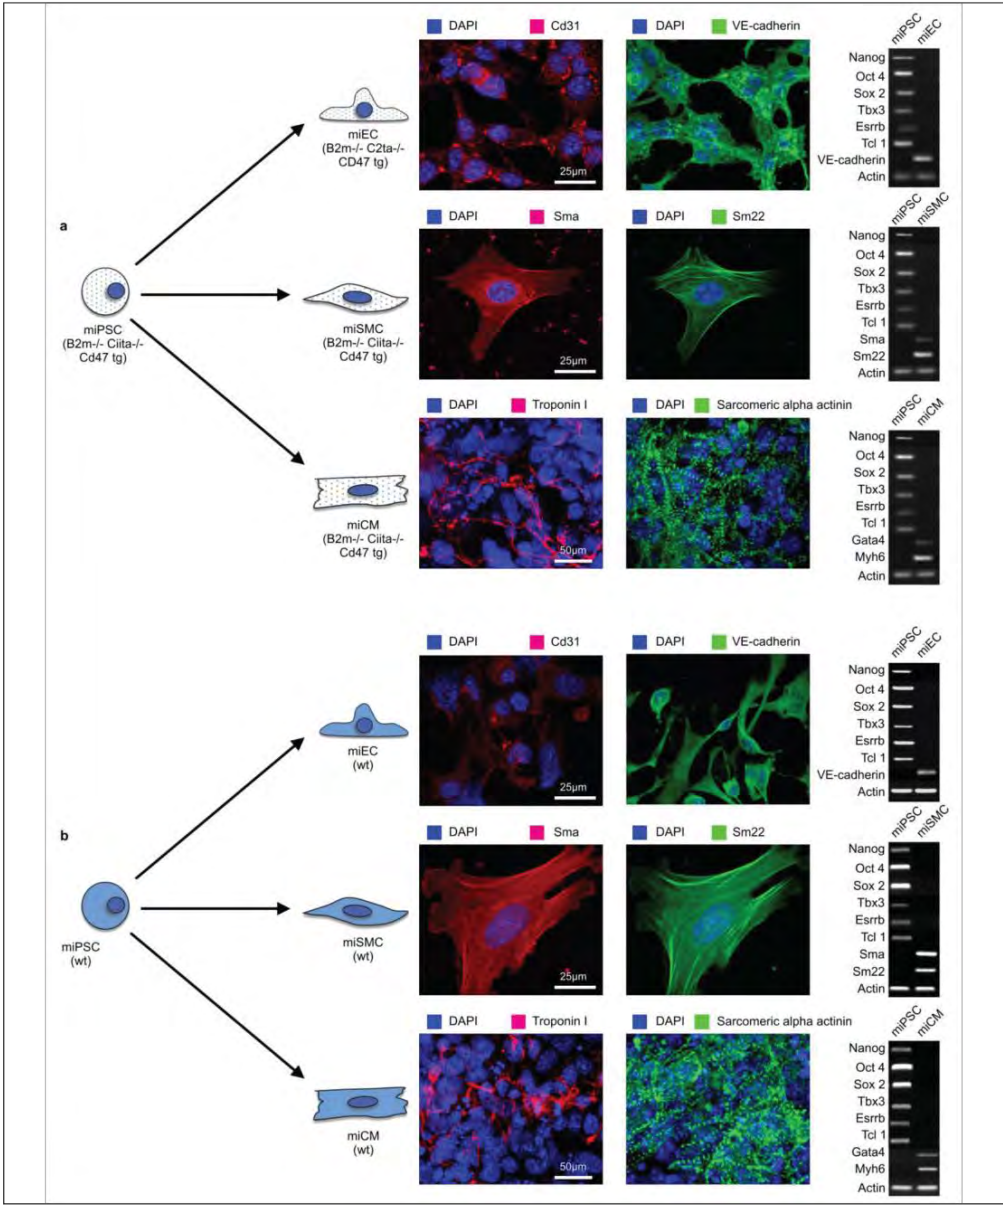 a
miPSC
(B2m-/- Ciita-/-
Cd47 tg)
miEC
(B2m-/- C2ta-/-
CD47 tg)
DAPI Cd31
25µm
DAPI VE-cadherin
miPSC miEC
Nanog
Oct 4
Sox 2
Tbx3
Esrrb
Tcl 1
VE-cadherin
Actin
miSMC
(B2m-/- Ciita-/-
Cd47 tg)
DAPI Sma
25µm
DAPI Sm22
miPSC miSMC
Nanog
Oct 4
Sox 2
Tbx3
Esrrb
Tcl 1
Sma
Sm22
Actin
miCM
(B2m-/- Ciita-/-
Cd47 tg)
DAPI Troponin I
50µm
DAPI Sarcomeric alpha actinin
miPSC miCM
Nanog
Oct 4
Sox 2
Tbx3
Esrrb
Tcl 1
Gata4
Myh6
Actin
b
miPSC
(wt)
miEC
(wt)
DAPI Cd31
25µm
DAPI VE-cadherin
miPSC miEC
Nanog
Oct 4
Sox 2
Tbx3
Esrrb
Tcl 1
VE-cadherin
Actin
miSMC
(wt)
DAPI Sma
25µm
DAPI Sm22
miPSC miSMC
Nanog
Oct 4
Sox 2
Tbx3
Esrrb
Tcl 1
Sma
Sm22
Actin
miCM
(wt)
DAPI Troponin I
50µm
DAPI Sarcomeric alpha actinin
miPSC miCM
Nanog
Oct 4
Sox 2
Tbx3
Esrrb
Tcl 1
Gata4
Myh6
Actin